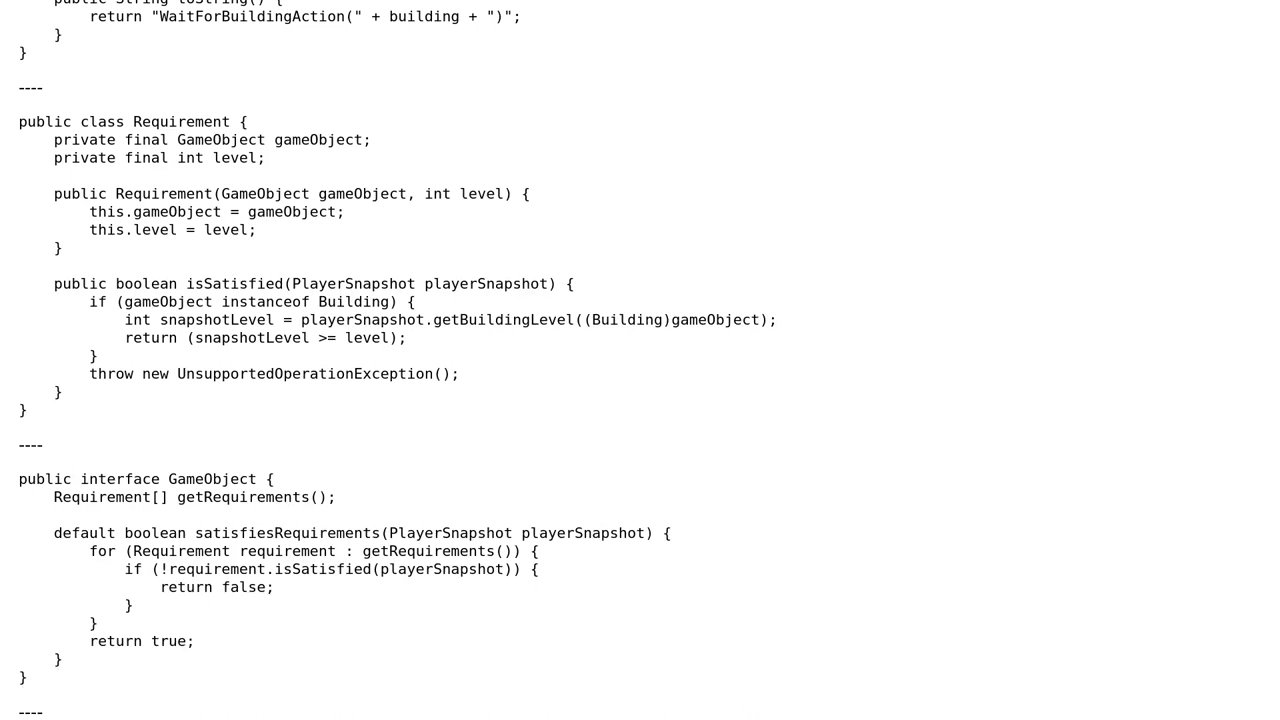 public String toString() {
        return "WaitForBuildingAction(" + building + ")";
    }
}
----
public class Requirement {
    private final GameObject gameObject;
    private final int level;
    public Requirement(GameObject gameObject, int level) {
        this.gameObject = gameObject;
        this.level = level;
    }
    public boolean isSatisfied(PlayerSnapshot playerSnapshot) {
        if (gameObject instanceof Building) {
            int snapshotLevel = playerSnapshot.getBuildingLevel((Building)gameObject);
            return (snapshotLevel >= level);
        }
        throw new UnsupportedOperationException();
    }
}
----
public interface GameObject {
    Requirement[] getRequirements();
    default boolean satisfiesRequirements(PlayerSnapshot playerSnapshot) {
        for (Requirement requirement : getRequirements()) {
            if (!requirement.isSatisfied(playerSnapshot)) {
                return false;
            }
        }
        return true;
    }
}
----